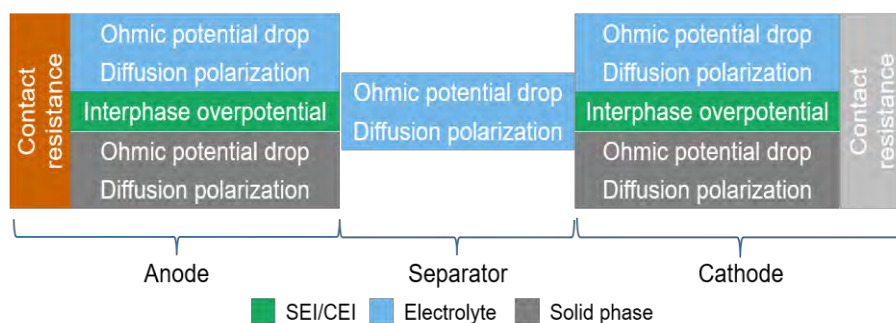 Contact
resistance
Ohmic potential drop
Diffusion polarization
Interphase overpotential
Ohmic potential drop
Diffusion polarization
Ohmic potential drop
Diffusion polarization
Ohmic potential drop
Diffusion polarization
Interphase overpotential
Ohmic potential drop
Diffusion polarization
Contact
resistance
Anode
Separator
Cathode
SEI/CEI
Electrolyte
Solid phase